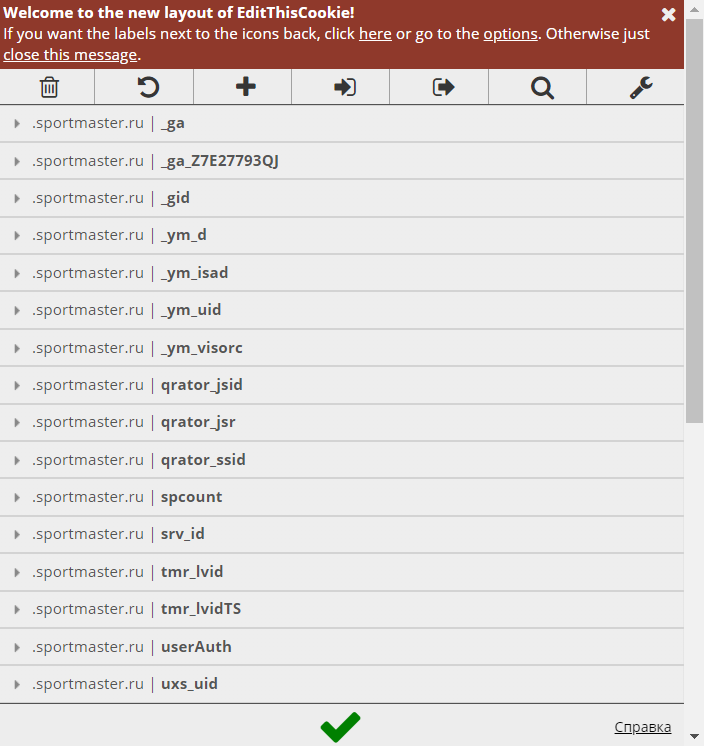 Welcome to the new layout of EditThisCookie!
If you want the labels next to the icons back, click here or go to the options. Otherwise just
close this message.
.sportmaster.ru | _ga
.sportmaster.ru | _ga_Z7E27793QJ
.sportmaster.ru | _gid
.sportmaster.ru | _ym_d
.sportmaster.ru | _ym_isad
.sportmaster.ru | _ym_uid
.sportmaster.ru | _ym_visorc
.sportmaster.ru | qrator_jsid
.sportmaster.ru | qrator_jsr
.sportmaster.ru | qrator_ssid
.sportmaster.ru | spcount
.sportmaster.ru | srv_id
.sportmaster.ru | tmr_lvid
.sportmaster.ru | tmr_lvidTS
.sportmaster.ru | userAuth
.sportmaster.ru | uxs_uid
Справка